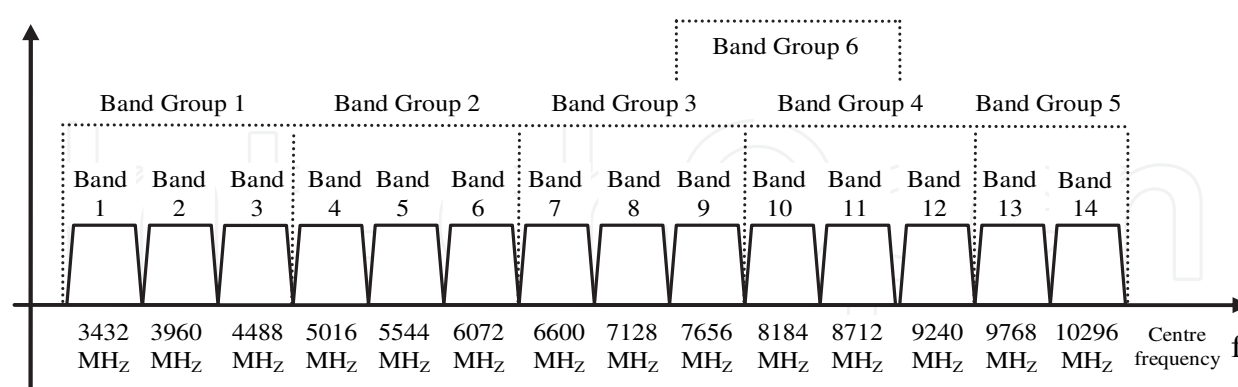 Band Group 6
Band Group 1 Band Group 2 Band Group 3 Band Group 4 Band Group 5
Band Band Band Band Band Band Band Band Band Band Band Band Band Band
1 2 3 4 5 6 7 8 9 10 11 12 13 14
3432 3960 4488 5016 5544 6072 6600 7128 7656 8184 8712 9240 9768 10296 Centre
MHz MHz MHz MHz MHz MHz MHz MHz MHz MHz MHz MHz MHz MHz frequency f